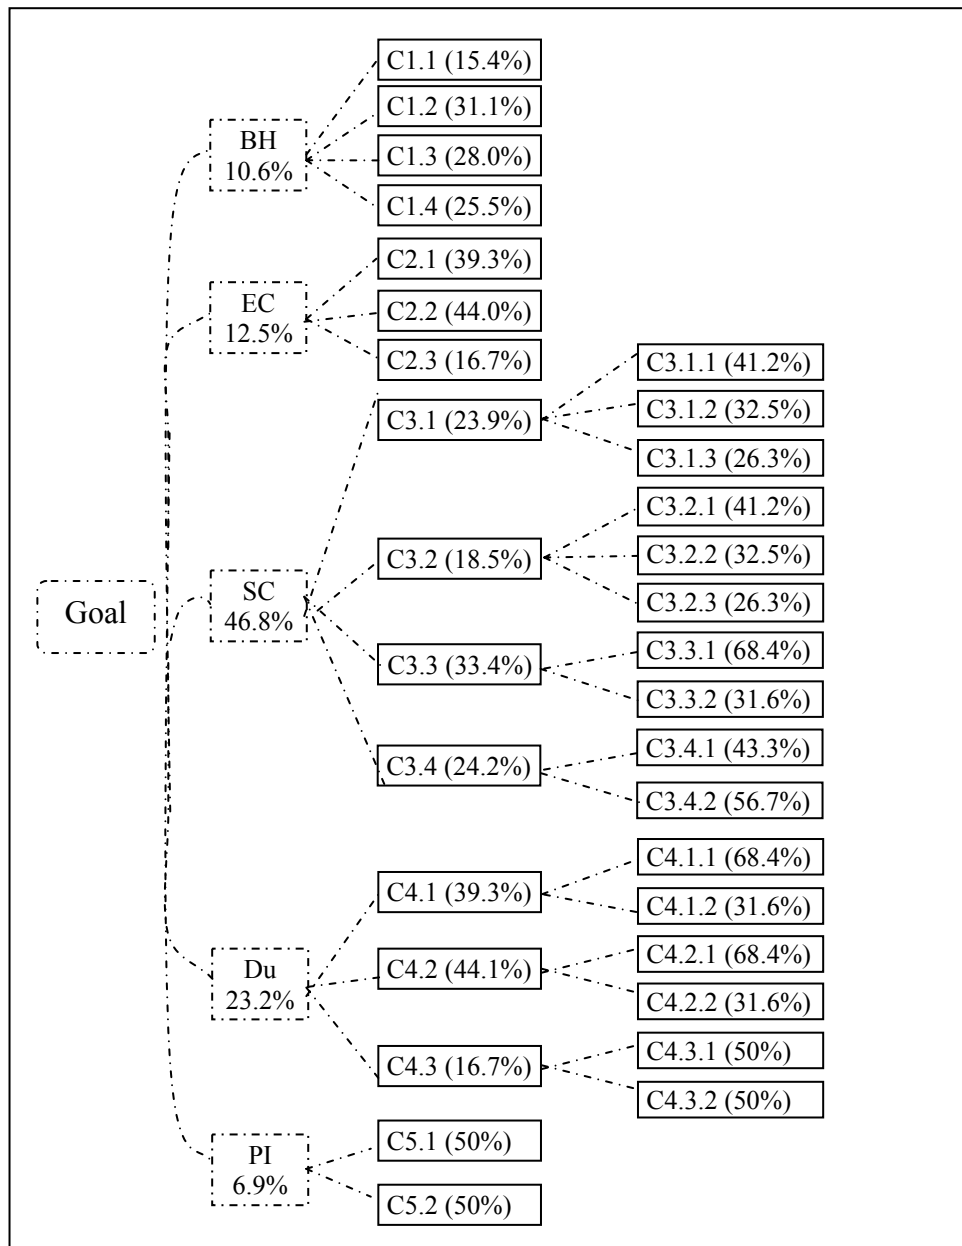 Goal
BH
10.6%
C1.1 (15.4%)
C1.2 (31.1%)
C1.3 (28.0%)
C1.4 (25.5%)
EC
12.5%
C2.1 (39.3%)
C2.2 (44.0%)
C2.3 (16.7%)
SC
46.8%
C3.1 (23.9%)
C3.1.1 (41.2%)
C3.1.2 (32.5%)
C3.1.3 (26.3%)
C3.2 (18.5%)
C3.2.1 (41.2%)
C3.2.2 (32.5%)
C3.2.3 (26.3%)
C3.3 (33.4%)
C3.3.1 (68.4%)
C3.3.2 (31.6%)
C3.4 (24.2%)
C3.4.1 (43.3%)
C3.4.2 (56.7%)
Du
23.2%
C4.1 (39.3%)
C4.1.1 (68.4%)
C4.1.2 (31.6%)
C4.2 (44.1%)
C4.2.1 (68.4%)
C4.2.2 (31.6%)
C4.3 (16.7%)
C4.3.1 (50%)
C4.3.2 (50%)
PI
6.9%
C5.1 (50%)
C5.2 (50%)